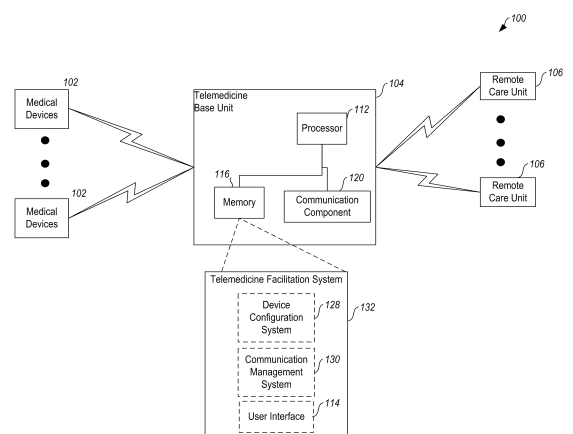 100
102
Medical
Devices
102
Medical
Devices
Telemedicine
Base Unit
104
112
Processor
116
Memory
120
Communication
Component
Remote
Care Unit
106
106
Remote
Care Unit
Telemedicine Facilitation System
132
Device
Configuration
System
128
Communication
Management
System
130
User Interface
114